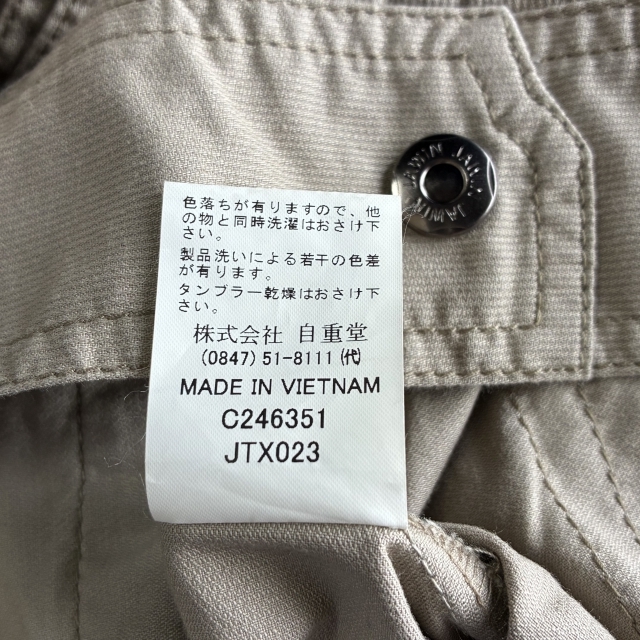 JAWIN JAWIN JAWIN
色落ちが有りますので、他
の物と同時洗濯はおさけ下
さい。
製品洗いによる若干の色差
が有ります。
タンブラー乾燥はおさけ下
さい。
株式会社 自重堂
(0847) 51-8111 (代)
MADE IN VIETNAM
C246351
JTX023